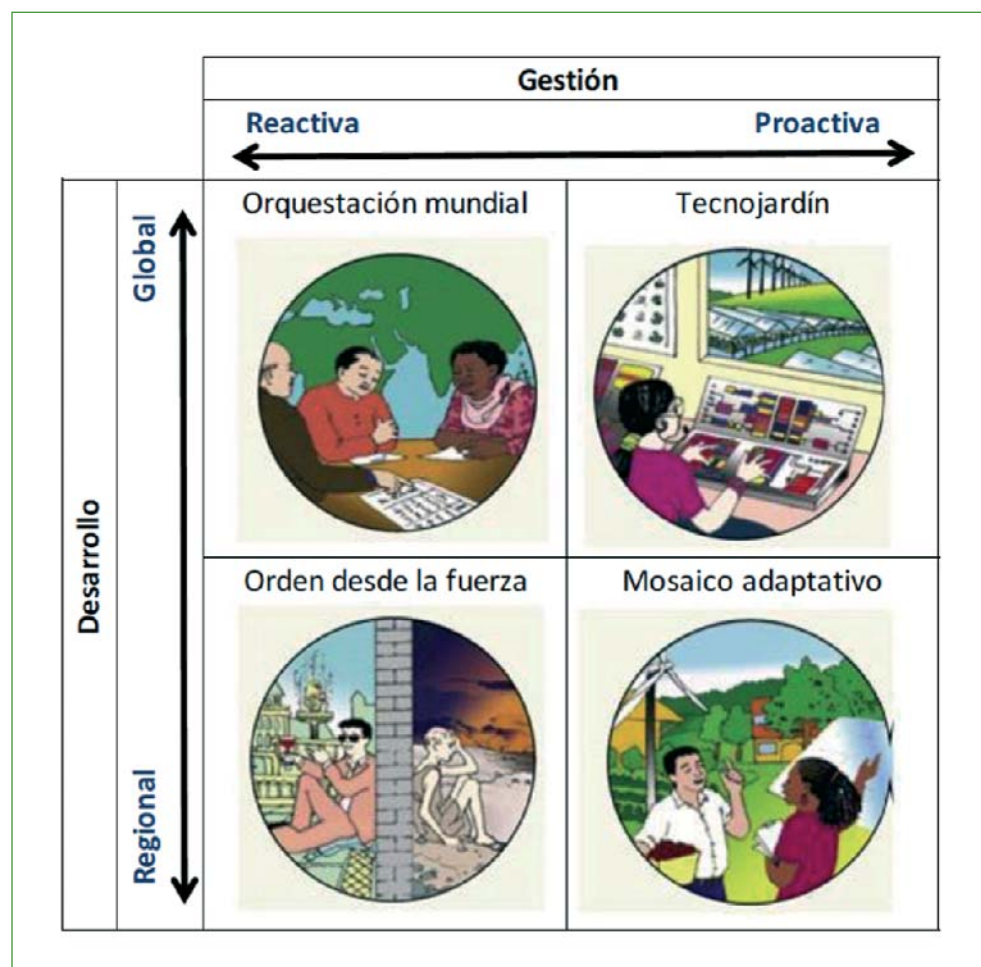 Gestión
Reactiva
Proactiva
Desarrollo
Global
Regional
Orquestación mundial
Tecnojardín
Orden desde la fuerza
Mosaico adaptativo